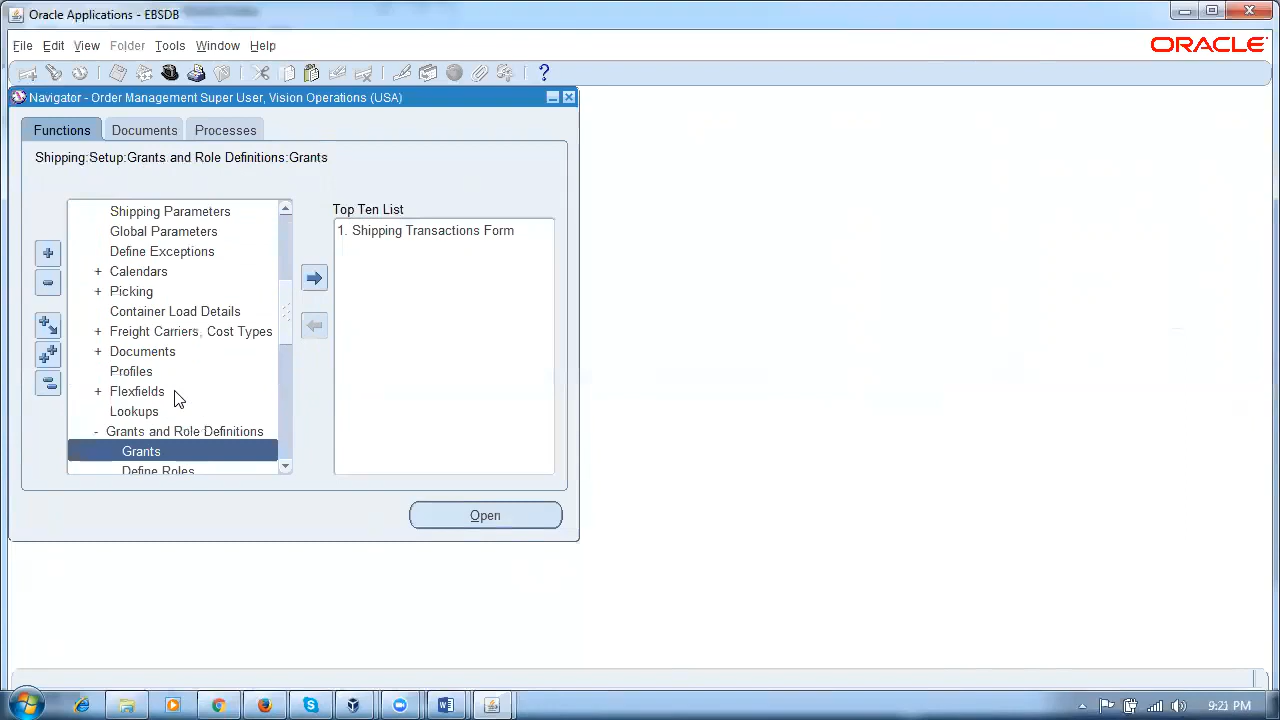 Oracle Applications - EBSDB
File Edit View Folder Tools Window Help
ORACLE
Navigator - Order Management Super User, Vision Operations (USA)
Functions Documents Processes
Shipping:Setup:Grants and Role Definitions:Grants
Shipping Parameters
Global Parameters
Define Exceptions
+ Calendars
+ Picking
Container Load Details
+ Freight Carriers, Cost Types
+ Documents
Profiles
+ Flexfields
Lookups
- Grants and Role Definitions
Grants
Define Roles
Top Ten List
1. Shipping Transactions Form
Open
9:21 PM